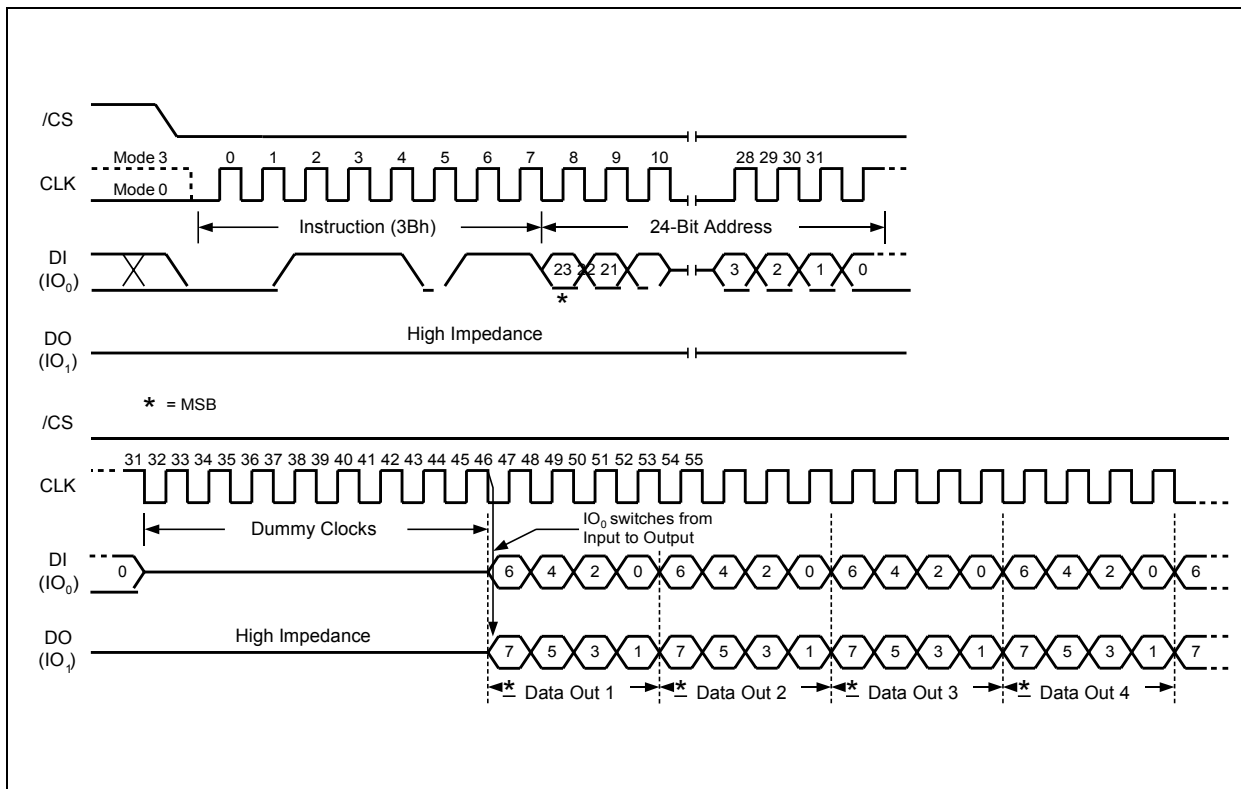 /CS
Mode 3 0 1 2 3 4 5 6 7 8 9 10 28 29 30 31
CLK
Mode 0
Instruction (3Bh) 24-Bit Address
DI
(IO0) 23 22 21 3 2 1 0
*
DO High Impedance
(IO1)
* = MSB
/CS
31 32 33 34 35 36 37 38 39 40 41 42 43 44 45 46 47 48 49 50 51 52 53 54 55
CLK
Dummy Clocks IO0 switches from
Input to Output
DI
(IO0) 0 6 4 2 0 6 4 2 0 6 4 2 0 6 4 2 0 6
DO High Impedance
(IO1) 7 5 3 1 7 5 3 1 7 5 3 1 7 5 3 1 7
* Data Out 1 * Data Out 2 * Data Out 3 * Data Out 4